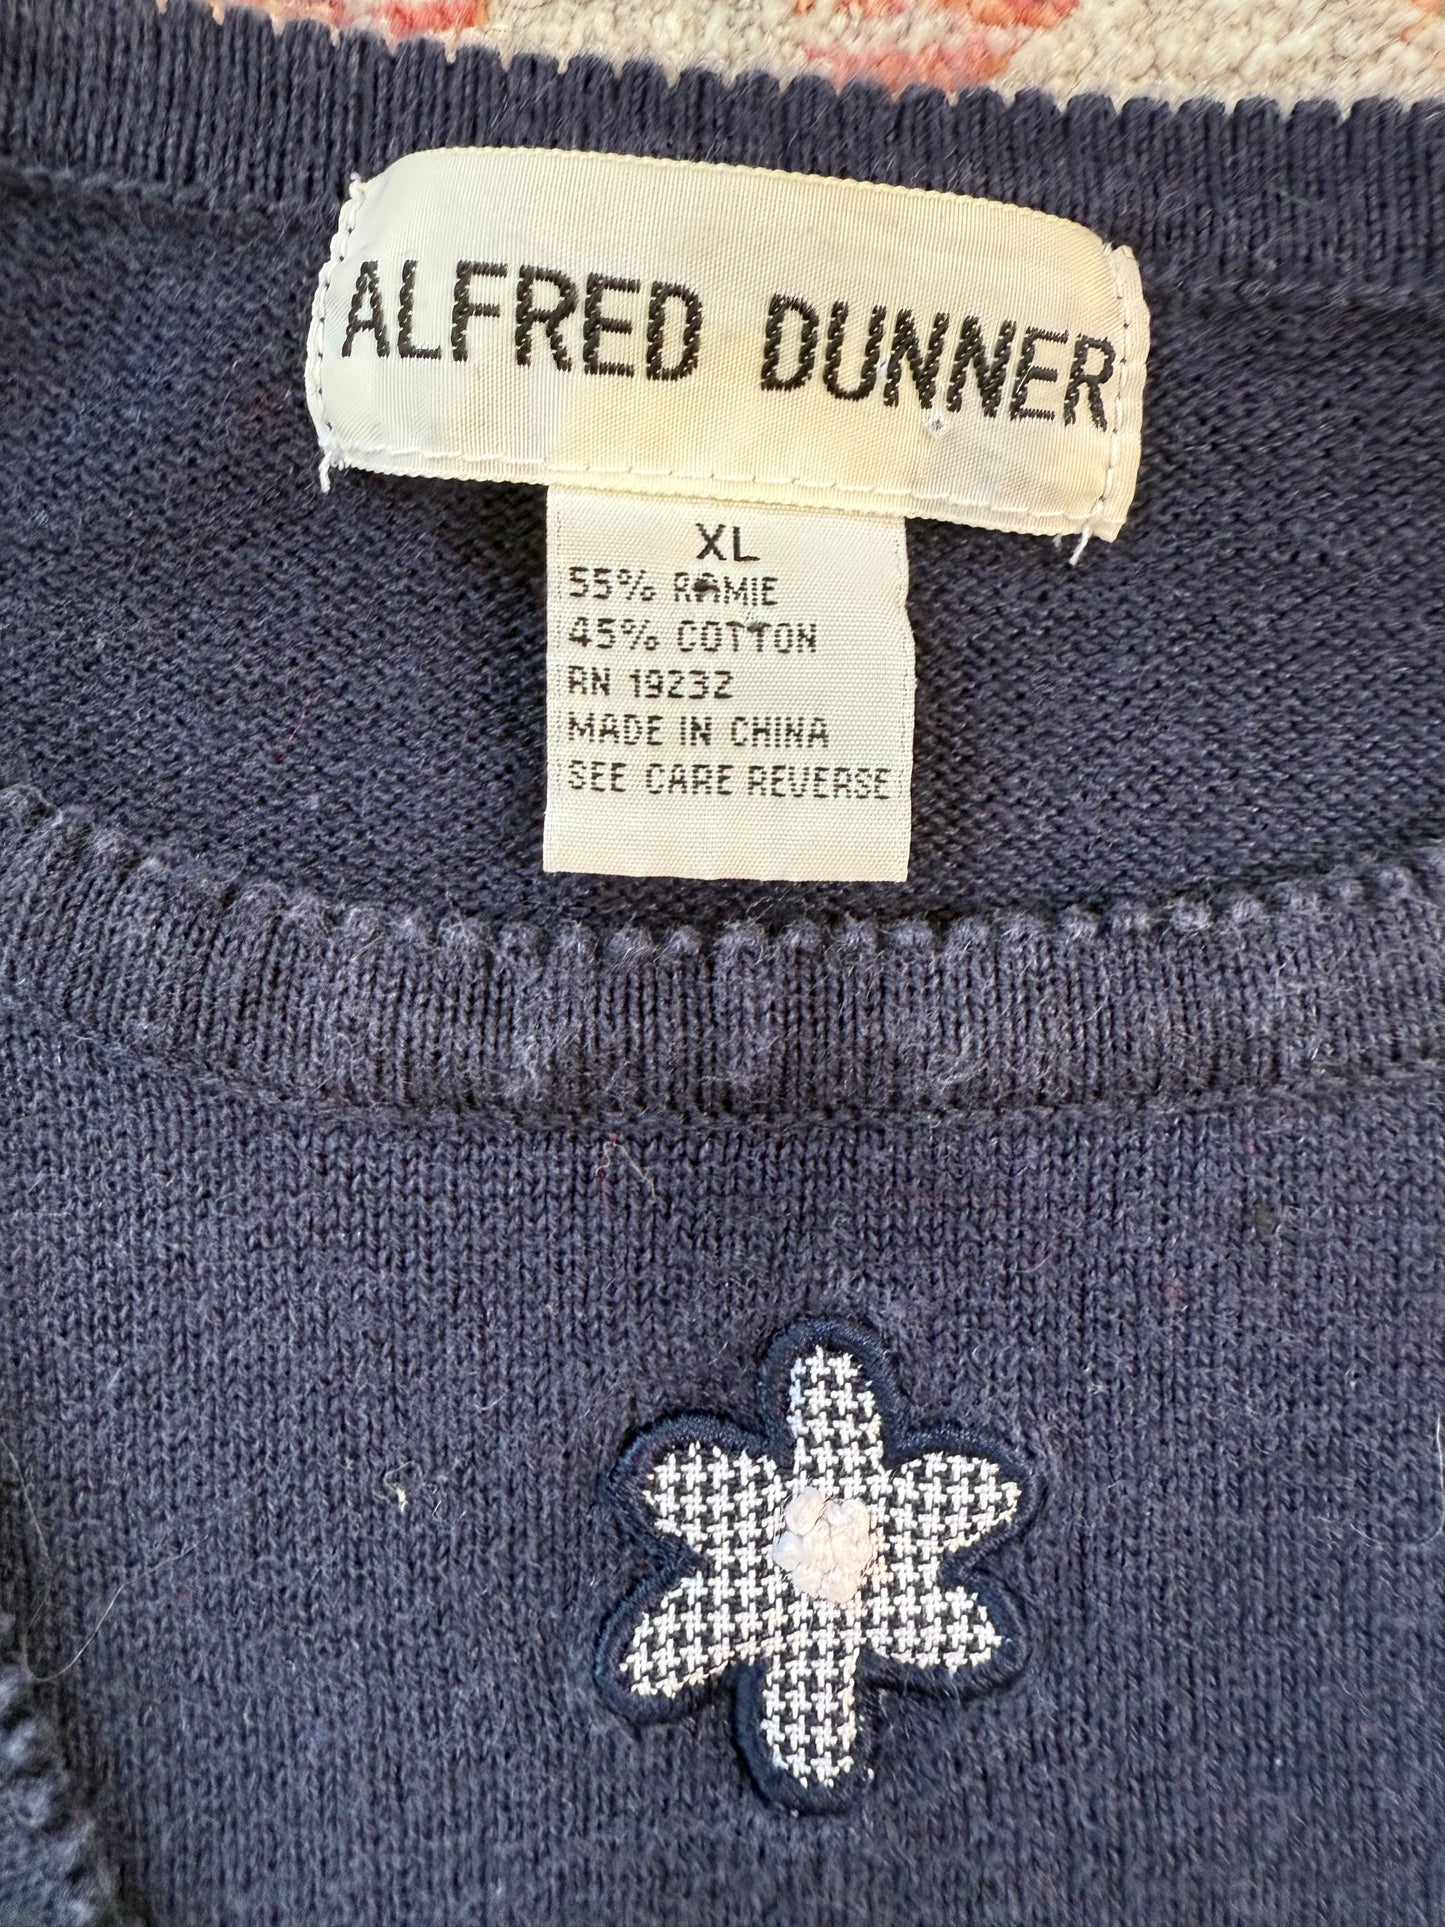 ALFRED DUNNER
XL
55% RAMIE
45% COTTON
RN 19232
MADE IN CHINA
SEE CARE REVERSE